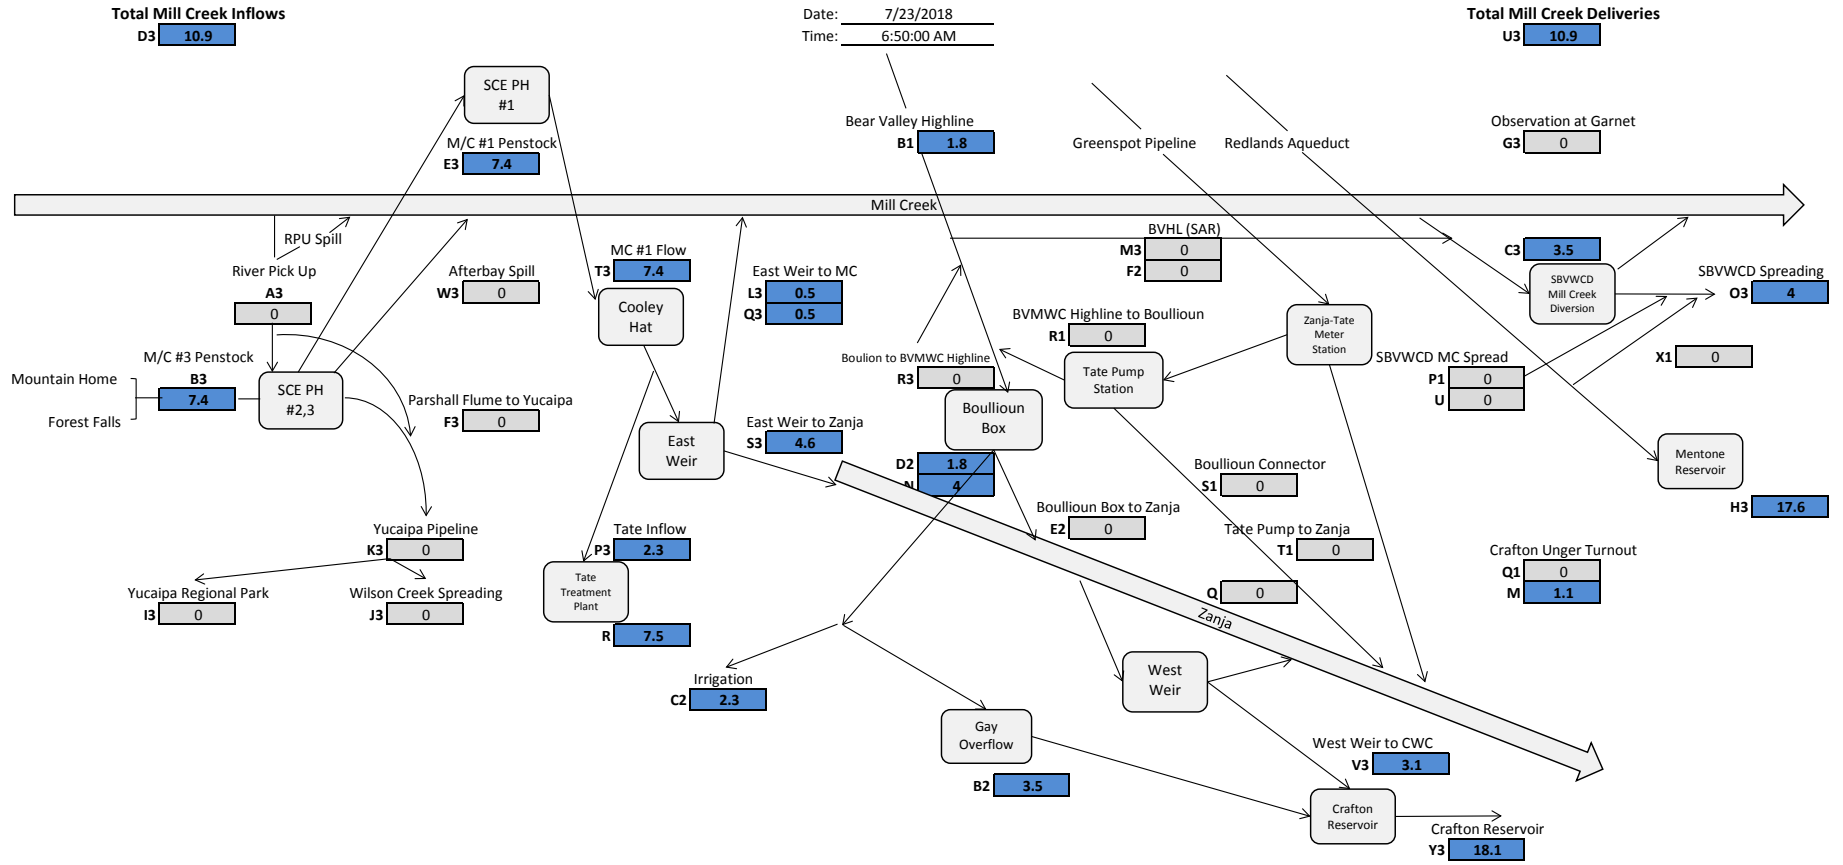 Total Mill Creek Inflows
D3 10.9
Date: 7/23/2018
Time: 6:50:00 AM
Total Mill Creek Deliveries
U3 10.9
SCE PH
#1
M/C #1 Penstock
E3 7.4
Bear Valley Highline
B1 1.8
Greenspot Pipeline
Redlands Aqueduct
Observation at Garnet
G3 0
Mill Creek
RPU Spill
River Pick Up
A3
0
Afterbay Spill
W3 0
MC #1 Flow
T3 7.4
Cooley
Hat
East Weir to MC
L3 0.5
Q3 0.5
BVHL (SAR)
M3 0
F2 0
C3 3.5
SBVWCD
Mill Creek
Diversion
SBVWCD Spreading
O3 4
BVMWC Highline to Boullioun
R1 0
Zanja-Tate
Meter
Station
M/C #3 Penstock
B3
7.4
Mountain Home
Forest Falls
SCE PH
#2,3
Boulion to BVMWC Highline
R3 0
Tate Pump
Station
SBVWCD MC Spread
P1 0
U 0
X1 0
Parshall Flume to Yucaipa
F3 0
East
Weir
East Weir to Zanja
S3 4.6
Boullioun
Box
D2 1.8
N 4
Boullioun Connector
S1 0
Mentone
Reservoir
H3 17.6
Boullioun Box to Zanja
E2 0
Yucaipa Pipeline
K3 0
Tate Inflow
P3 2.3
Tate Pump to Zanja
T1 0
Crafton Unger Turnout
Q1 0
M 1.1
Yucaipa Regional Park
I3 0
Wilson Creek Spreading
J3 0
Tate
Treatment
Plant
R 7.5
Q 0
Zanja
Irrigation
C2 2.3
West
Weir
Gay
Overflow
B2 3.5
West Weir to CWC
V3 3.1
Crafton
Reservoir
Crafton Reservoir
Y3 18.1